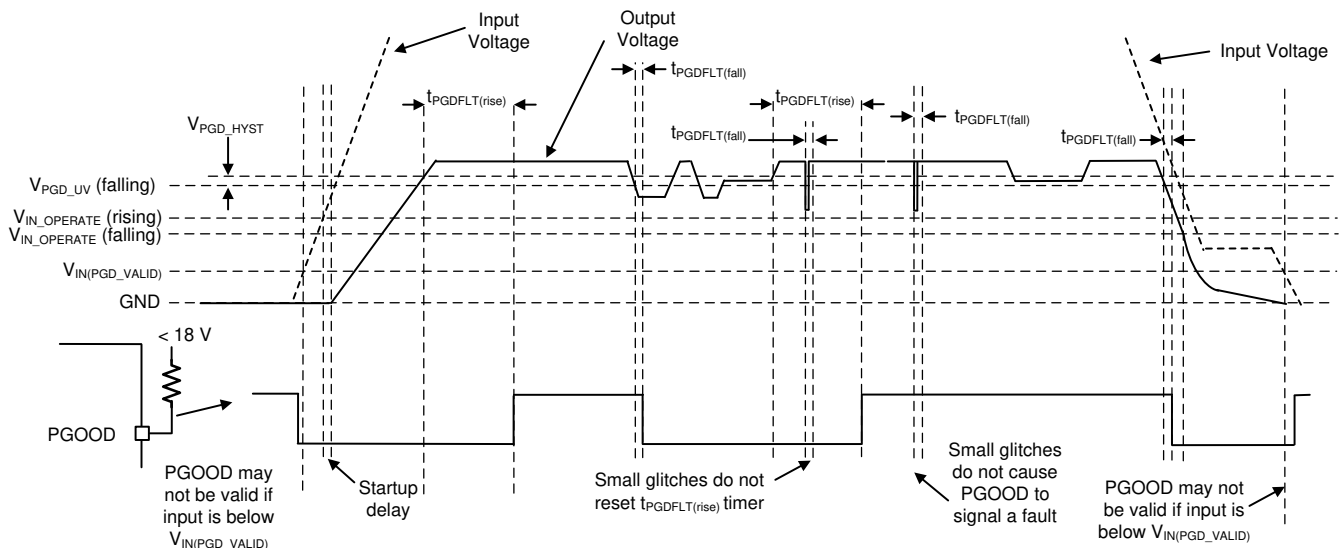 Input
Voltage
Output
Voltage
Input Voltage
tPGDFLT(fall)
tPGDFLT(rise)
tPGDFLT(rise)
tPGDFLT(fall)
tPGDFLT(fall)
tPGDFLT(fall)
VPGD_HYST
VPGD_UV (falling)
VIN_OPERATE (rising)
VIN_OPERATE (falling)
VIN(PGD_VALID)
GND
< 18 V
PGOOD
PGOOD may
not be valid if
input is below
VIN(PGD_VALID)
Startup
delay
Small glitches do not
reset tPGDFLT(rise) timer
Small glitches
do not cause
PGOOD to
signal a fault
PGOOD may not
be valid if input is
below VIN(PGD_VALID)